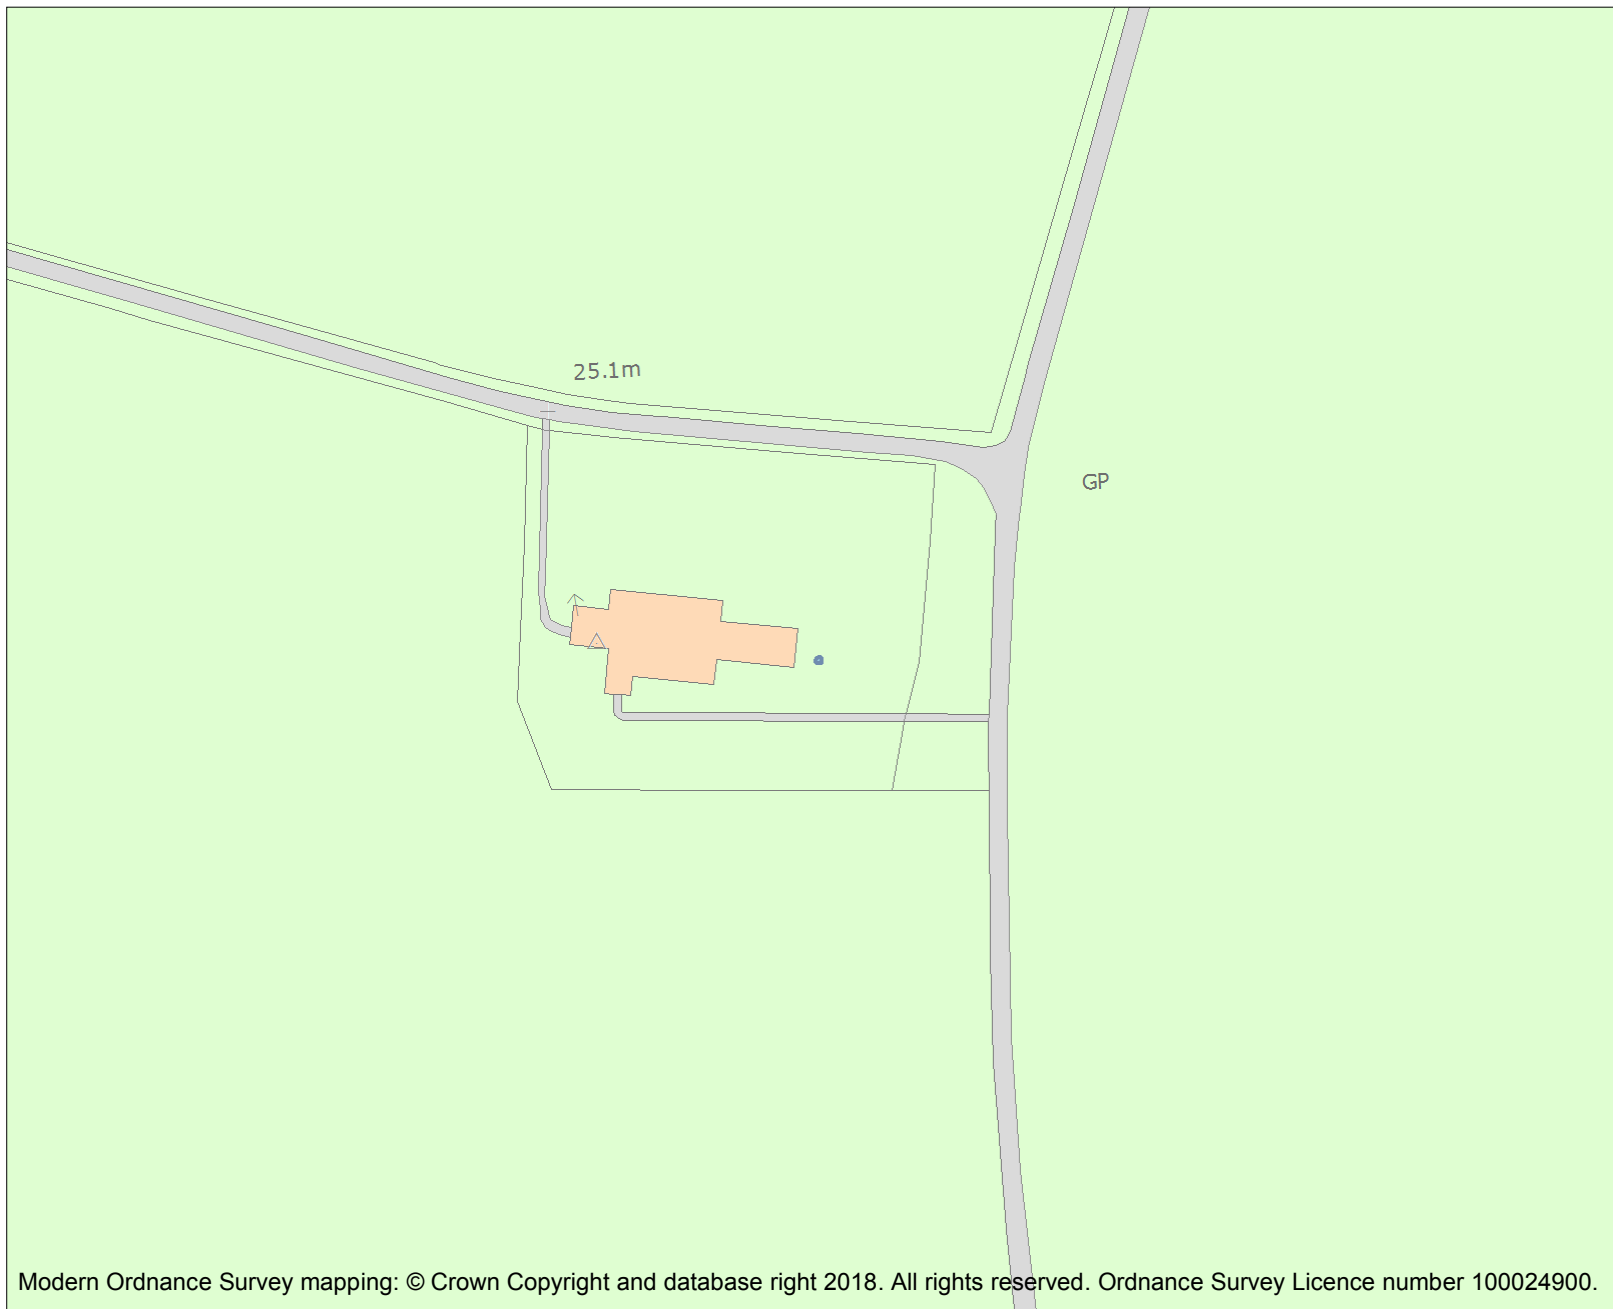 25.1m
GP
Modern Ordnance Survey mapping: © Crown Copyright and database right 2018. All rights reserved. Ordnance Survey Licence number 100024900.